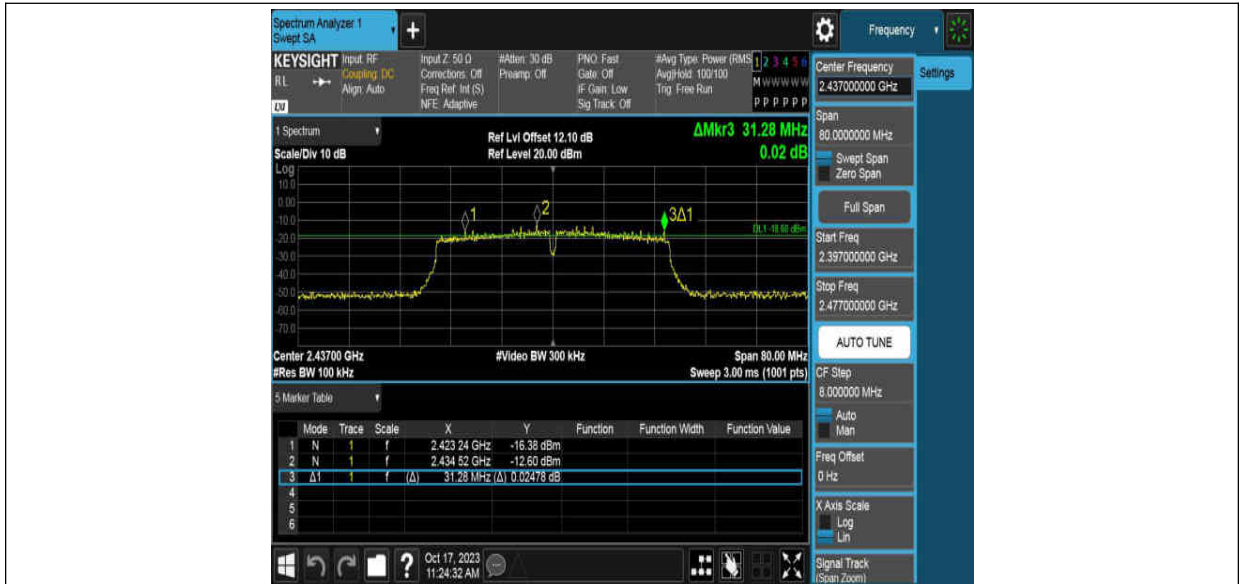 Spectrum Analyzer 1
Swept SA
+
Frequency
KEYSIGHT Input: RF
RL Coupling: DC
Align: Auto
LXI
Input Z: 50 Ω
Corrections: Off
Freq Ref: Int (S)
NFE: Adaptive
#Atten: 30 dB
Preamp: Off
PNO: Fast
Gate: Off
IF Gain: Low
Sig Track: Off
#Avg Type: Power (RMS
Avg|Hold: 100/100
Trig: Free Run
1 2 3 4 5 6
M W W W W W
P P P P P P
Center Frequency
2.437000000 GHz
Settings
Span
80.0000000 MHz
Swept Span
Zero Span
Full Span
Start Freq
2.397000000 GHz
Stop Freq
2.477000000 GHz
AUTO TUNE
CF Step
8.000000 MHz
Auto
Man
Freq Offset
0 Hz
X Axis Scale
Log
Lin
Signal Track
(Span Zoom)
1 Spectrum
Scale/Div 10 dB
Ref Lvl Offset 12.10 dB
Ref Level 20.00 dBm
ΔMkr3 31.28 MHz
0.02 dB
Log
10.0
0.00
-10.0
-20.0
-30.0
-40.0
-50.0
-60.0
-70.0
1
2
3Δ1
DL1 -18.60 dBm
Center 2.43700 GHz
#Video BW 300 kHz
Span 80.00 MHz
#Res BW 100 kHz
Sweep 3.00 ms (1001 pts)
5 Marker Table
Mode Trace Scale X Y Function Function Width Function Value
1 N 1 f 2.423 24 GHz -16.38 dBm
2 N 1 f 2.434 52 GHz -12.60 dBm
3 Δ1 1 f (Δ) 31.28 MHz (Δ) 0.02478 dB
4
5
6
?
Oct 17, 2023
11:24:32 AM